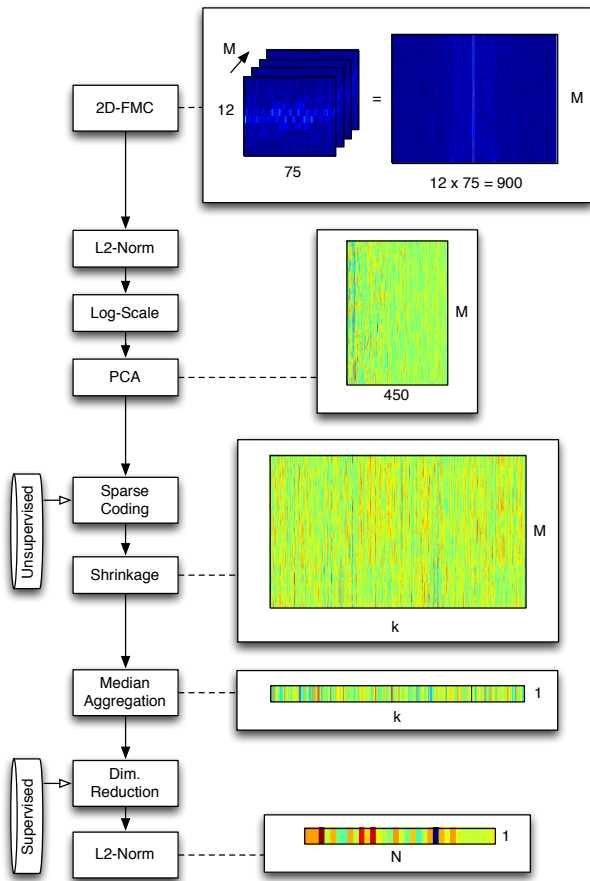 M
2D-FMC
12
=
M
75
12 x 75 = 900
L2-Norm
Log-Scale
M
PCA
450
Unsupervised
Sparse
Coding
M
Shrinkage
k
Median
Aggregation
1
k
Supervised
Dim.
Reduction
1
L2-Norm
N